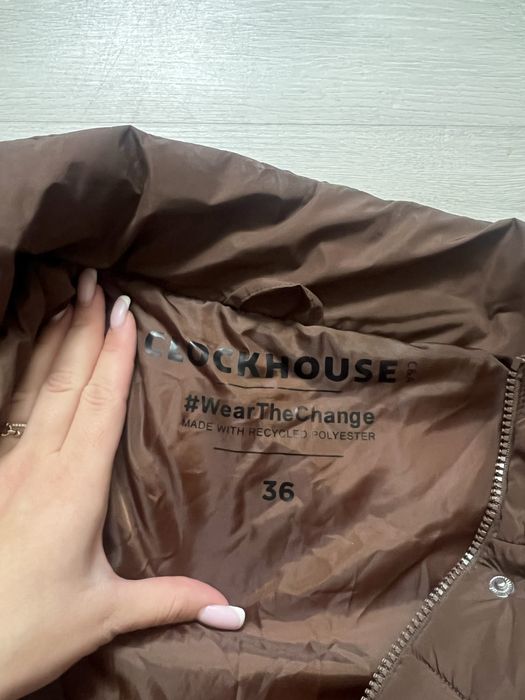 CLOCKHOUSE C&A
#WearTheChange
MADE WITH RECYCLED POLYESTER
36